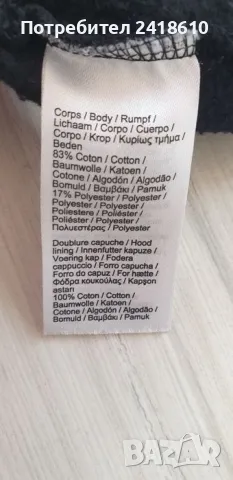 Потребител 2418610
Corps / Body / Rumpf /
Lichaam / Corpo / Cuerpo /
Corpo / Krop / Κυρίως τμήμα /
Beden
83% Coton / Cotton /
Baumwolle / Katoen /
Cotone / Algodón / Algodão /
Bomuld / Βαμβάκι / Pamuk
17% Polyester / Polyester /
Polyester / Polyester /
Poliestere / Poliéster /
Poliéster / Polyester /
Πολυεστέρας / Polyester
Doublure capuche / Hood
lining / Innenfutter kapuze /
Voering kap / Fodera
cappuccio / Forro capucha /
Forro do capuz / For hætte /
Φόδρα κουκούλας / Kapşon
astarı
100% Coton / Cotton /
Baumwolle / Katoen /
Cotone / Algodón / Algodão /
Bomuld / Βαμβάκι / Pamuk
bazar.bg